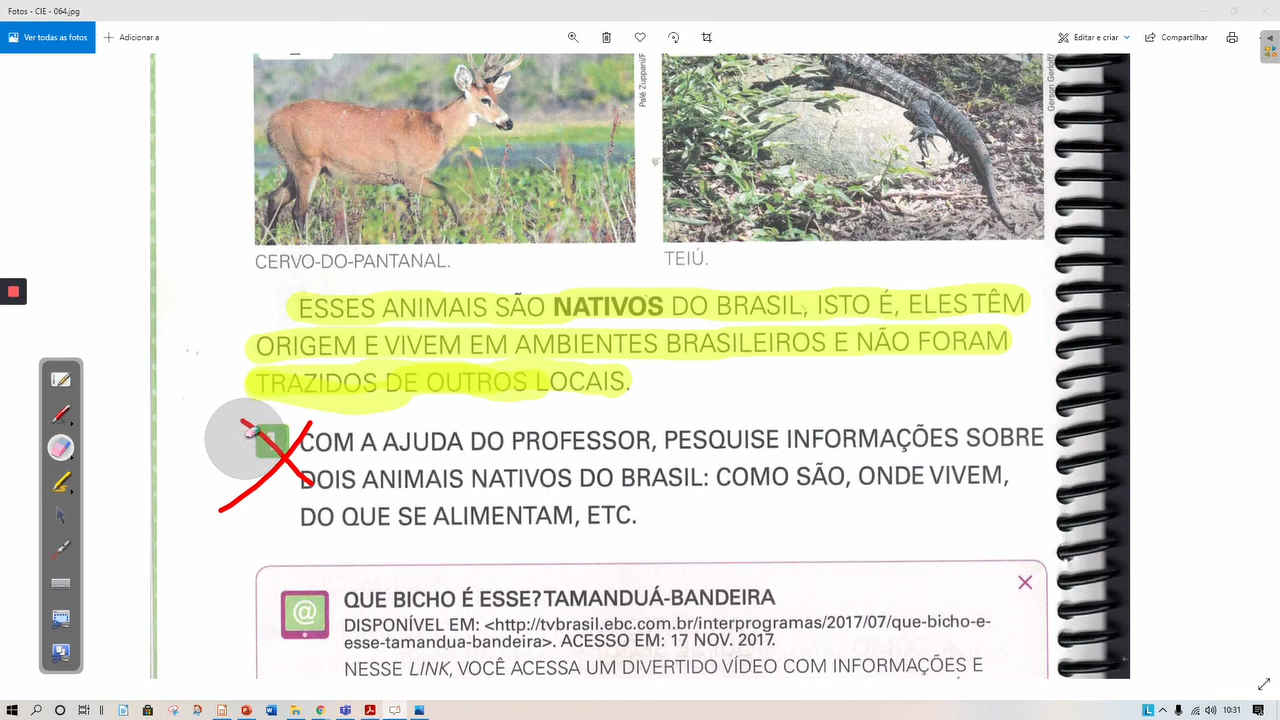 Fotos - CIE - 064.jpg
Ver todas as fotos
Adicionar a
Editar e criar
Compartilhar
Palê Zuppani/
Gerson Gerloff/
CERVO-DO-PANTANAL.
TEIÚ.
ESSES ANIMAIS SÃO NATIVOS DO BRASIL, ISTO É, ELES TÊM
ORIGEM E VIVEM EM AMBIENTES BRASILEIROS E NÃO FORAM
TRAZIDOS DE OUTROS LOCAIS.
COM A AJUDA DO PROFESSOR, PESQUISE INFORMAÇÕES SOBRE
DOIS ANIMAIS NATIVOS DO BRASIL: COMO SÃO, ONDE VIVEM,
DO QUE SE ALIMENTAM, ETC.
@
QUE BICHO É ESSE? TAMANDUÁ-BANDEIRA
DISPONÍVEL EM: <http://tvbrasil.ebc.com.br/interprogramas/2017/07/que-bicho-e-
esse-tamandua-bandeira>. ACESSO EM: 17 NOV. 2017.
NESSE LINK, VOCÊ ACESSA UM DIVERTIDO VÍDEO COM INFORMAÇÕES E
10:31